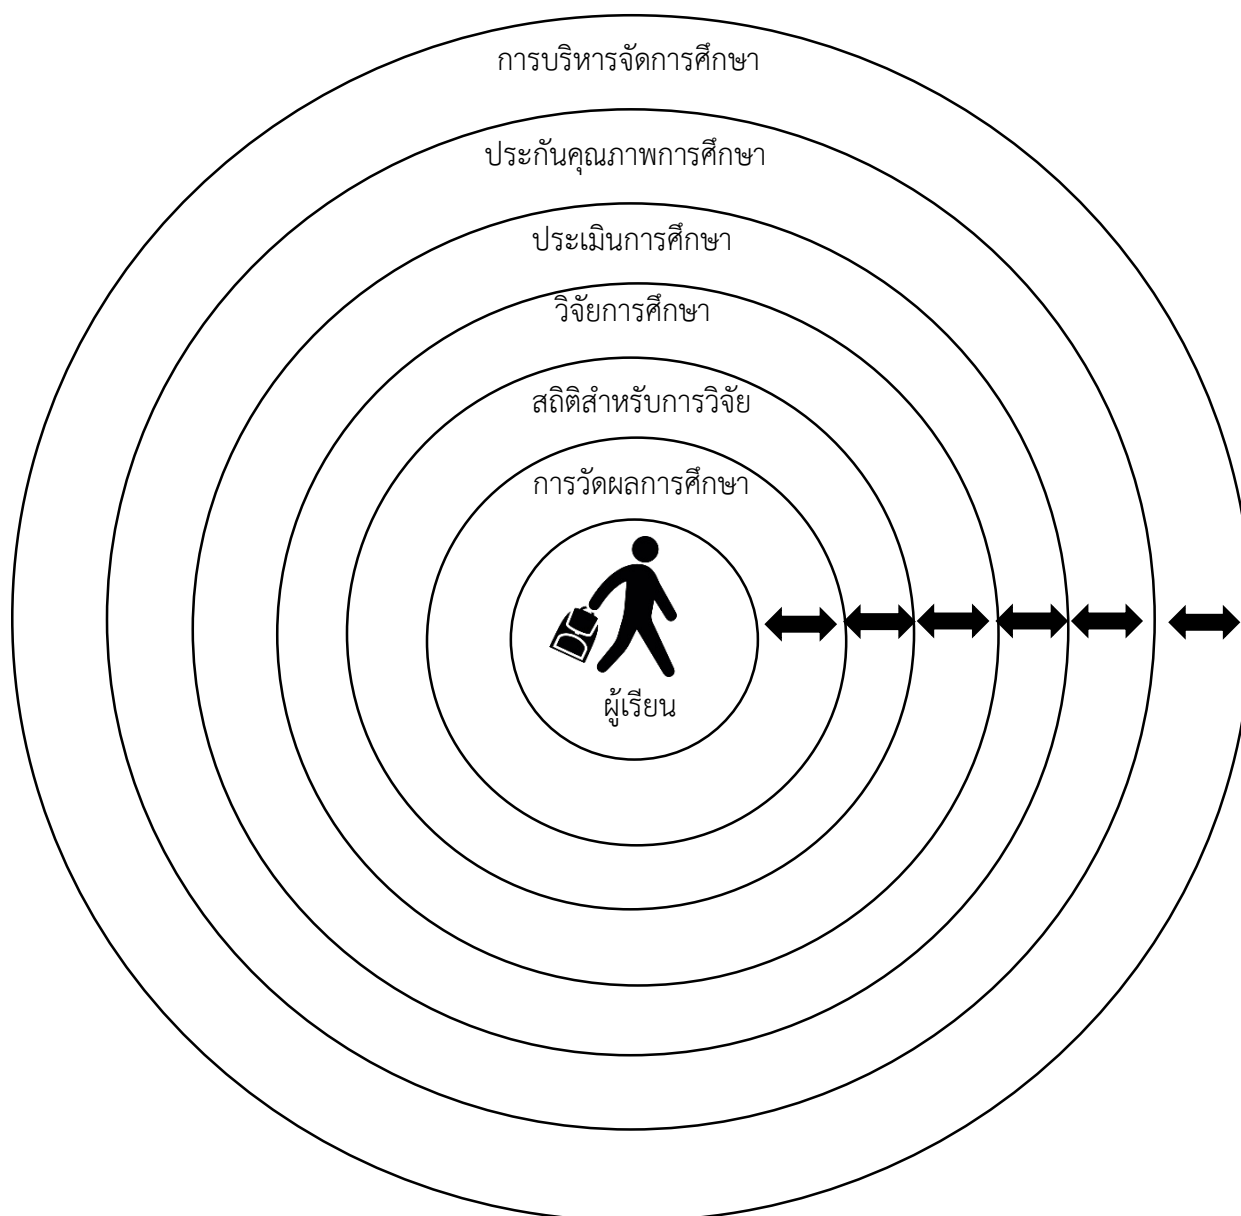 การบริหารจัดการศึกษา
ประกันคุณภาพการศึกษา
ประเมินการศึกษา
วิจัยการศึกษา
สถิติสำหรับการวิจัย
การวัดผลการศึกษา
ผู้เรียน